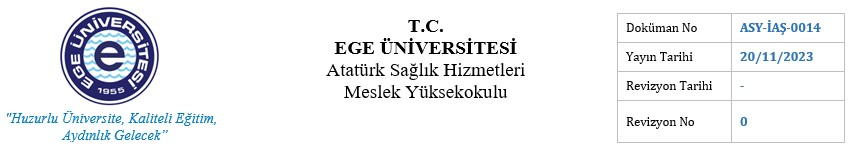 EGE ÜNİVERSİTESİ
e
1955
"Huzurlu Üniversite, Kaliteli Eğitim,
Aydınlık Gelecek”
T.C.
EGE ÜNİVERSİTESİ
Atatürk Sağlık Hizmetleri
Meslek Yüksekokulu
Doküman No ASY-İAŞ-0014
Yayın Tarihi 20/11/2023
Revizyon Tarihi -
Revizyon No 0